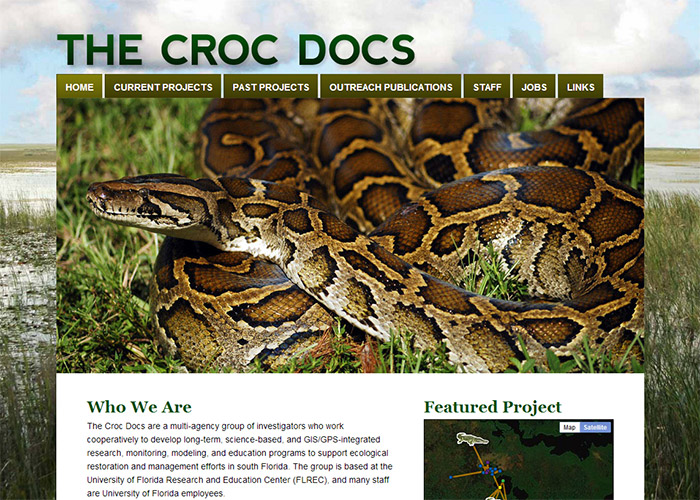 THE CROC DOCS
HOME CURRENT PROJECTS PAST PROJECTS OUTREACH PUBLICATIONS STAFF JOBS LINKS
Who We Are
The Croc Docs are a multi-agency group of investigators who work
cooperatively to develop long-term, science-based, and GIS/GPS-integrated
research, monitoring, modeling, and education programs to support ecological
restoration and management efforts in south Florida. The group is based at the
University of Florida Research and Education Center (FLREC), and many staff
are University of Florida employees.
Featured Project
Map Satellite